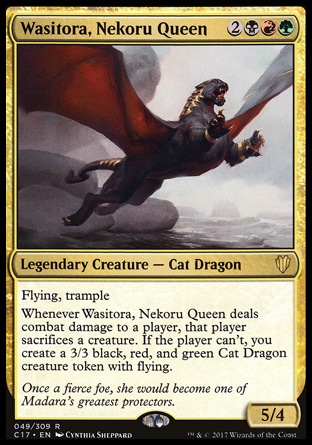 Wasitora, Nekoru Queen 2
Legendary Creature — Cat Dragon
Flying, trample
Whenever Wasitora, Nekoru Queen deals
combat damage to a player, that player
sacrifices a creature. If the player can't, you
create a 3/3 black, red, and green Cat Dragon
creature token with flying.
Once a fierce foe, she would become one of
Madara's greatest protectors.
5/4
049/309 R
C17 • EN Cynthia Sheppard
™ & © 2017 Wizards of the Coast